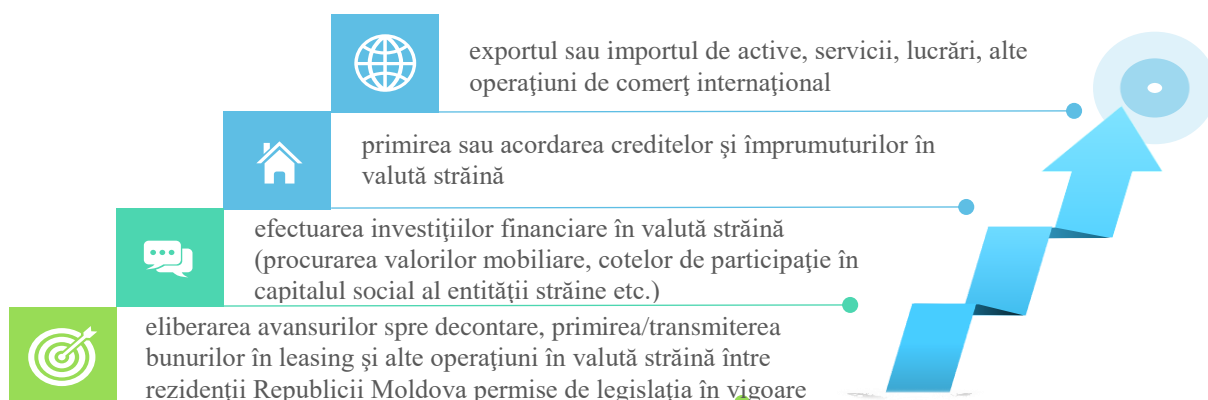 exportul sau importul de active, servicii, lucrări, alte
operaţiuni de comerţ internaţional
primirea sau acordarea creditelor şi împrumuturilor în
valută străină
efectuarea investiţiilor financiare în valută străină
(procurarea valorilor mobiliare, cotelor de participaţie în
capitalul social al entităţii străine etc.)
eliberarea avansurilor spre decontare, primirea/transmiterea
bunurilor în leasing şi alte operaţiuni în valută străină între
rezidenţii Republicii Moldova permise de legislaţia în vigoare